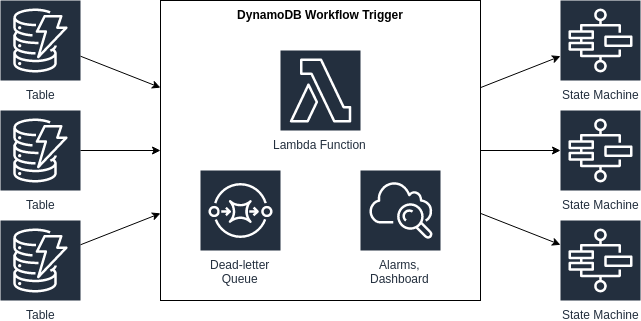 DynamoDB Workflow Trigger
Table
State Machine
Lambda Function
Table
State Machine
Dead-letter
Queue
Alarms,
Dashboard
Table
State Machine